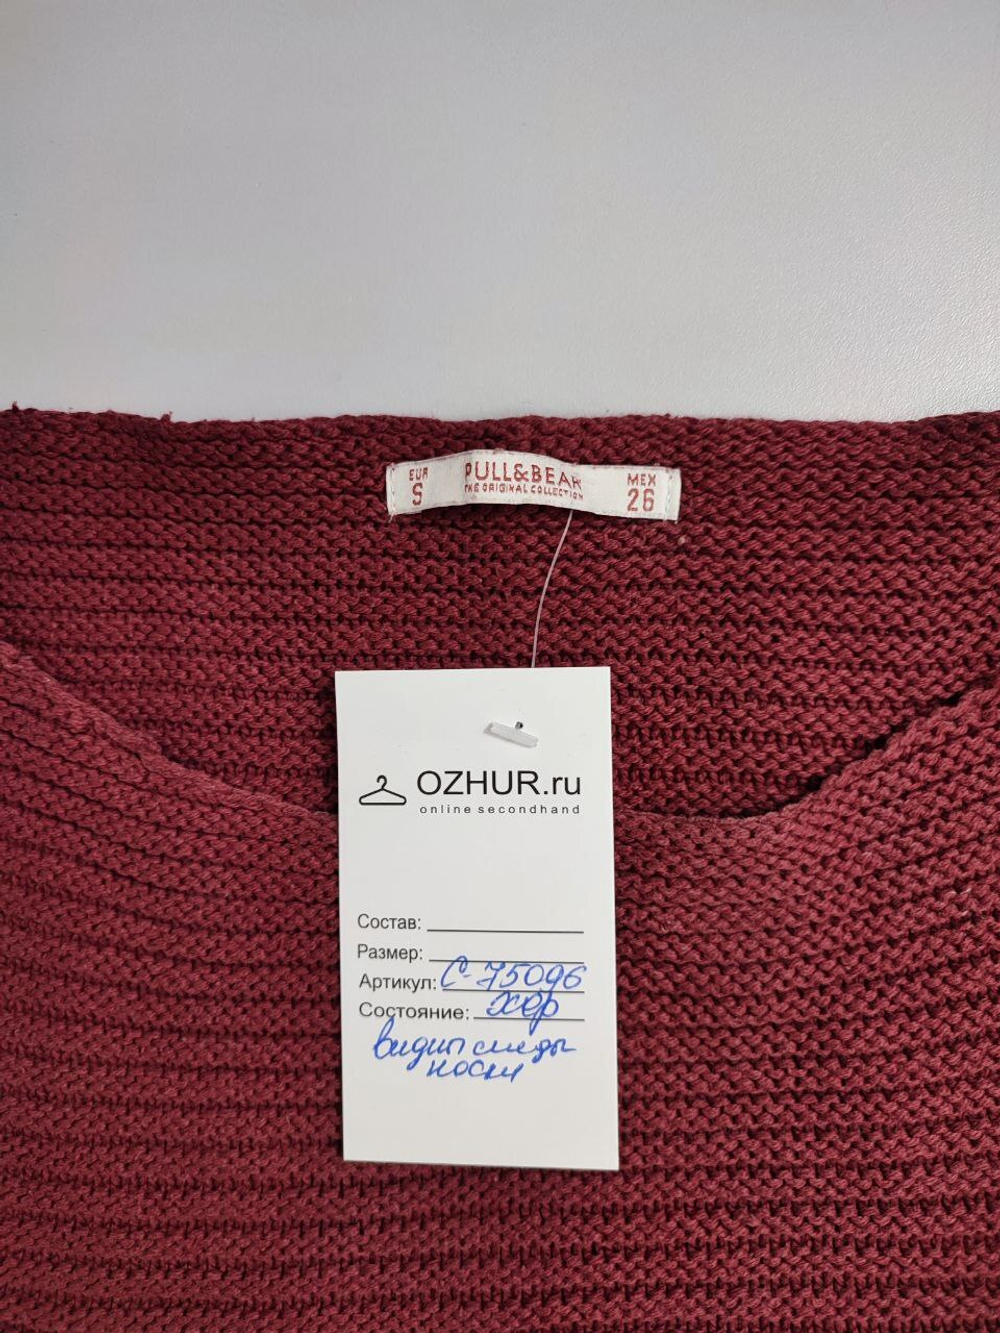 EUR
S
PULL&BEAR
THE ORIGINAL COLLECTION
MEX
26
OZHUR.ru
online secondhand
Состав:
Размер:
Артикул: С-75096
Состояние: хор
видны следы
носки